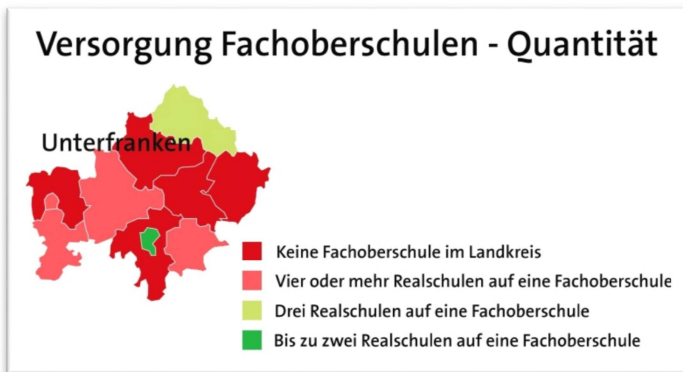 Versorgung Fachoberschulen - Quantität
Unterfranken
Keine Fachoberschule im Landkreis
Vier oder mehr Realschulen auf eine Fachoberschule
Drei Realschulen auf eine Fachoberschule
Bis zu zwei Realschulen auf eine Fachoberschule